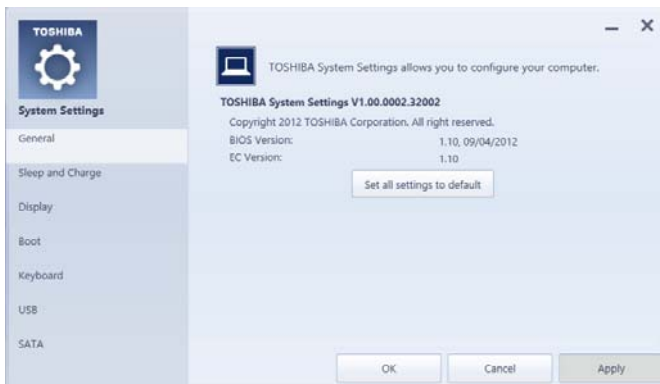 TOSHIBA
System Settings
General
Sleep and Charge
Display
Boot
Keyboard
USB
SATA
TOSHIBA System Settings allows you to configure your computer.
TOSHIBA System Settings V1.00.0002.32002
Copyright 2012 TOSHIBA Corporation. All right reserved.
BIOS Version: 1.10, 09/04/2012
EC Version: 1.10
Set all settings to default
OK Cancel Apply